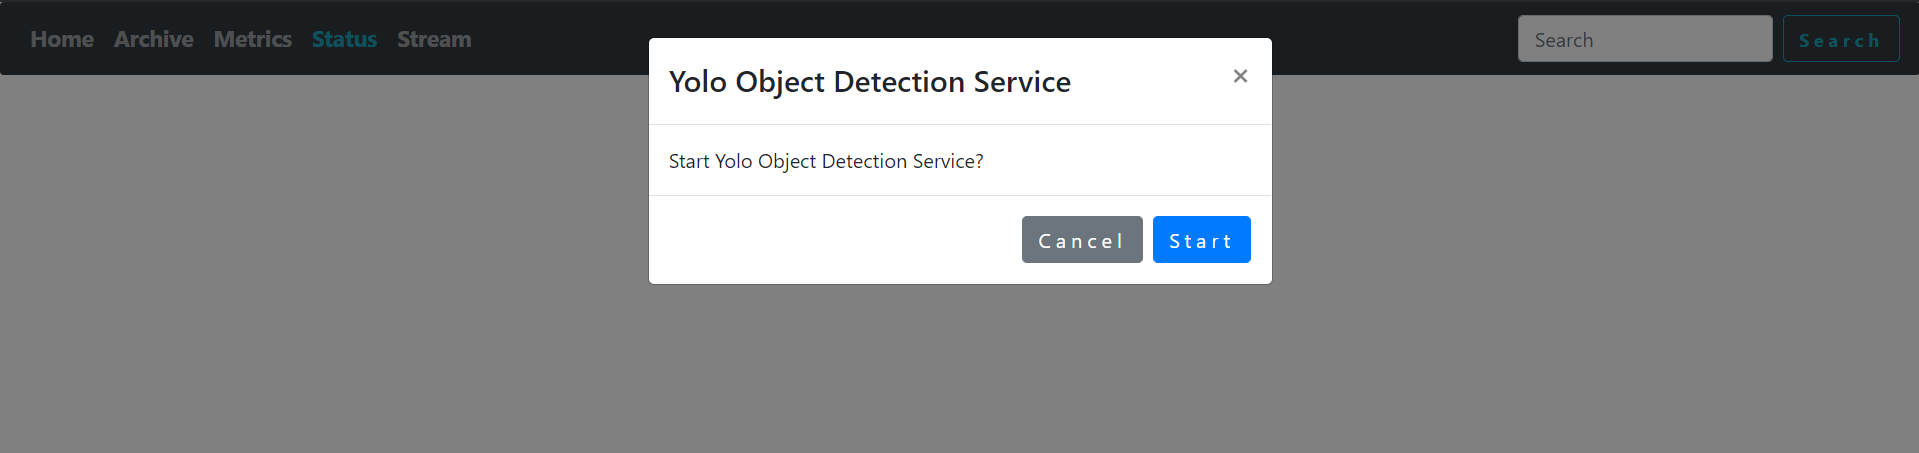 Home Archive Metrics Status Stream Search Search
Yolo Object Detection Service ×
Start Yolo Object Detection Service?
Cancel Start